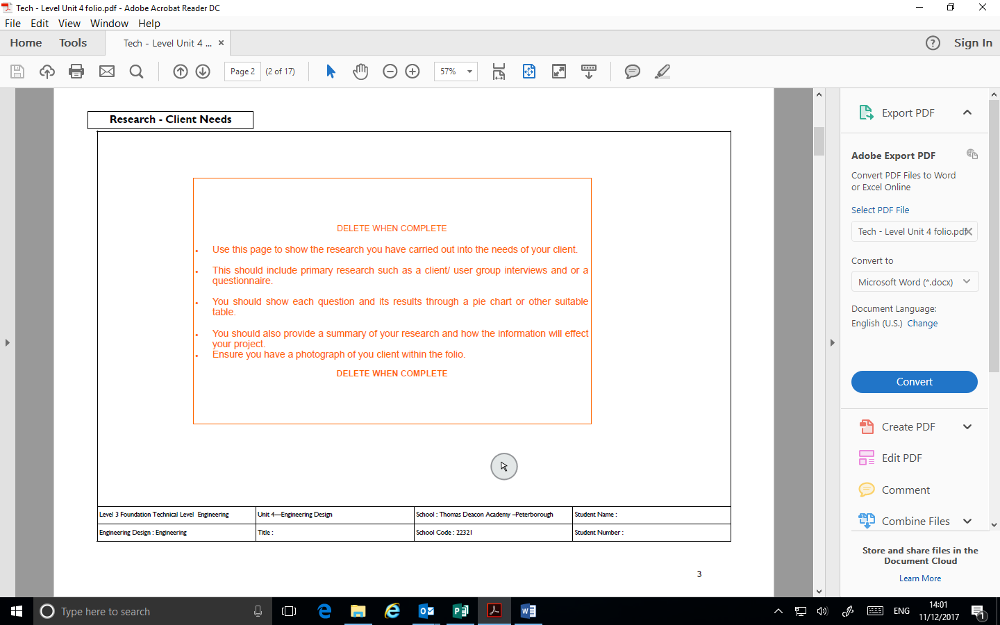 Tech - Level Unit 4 folio.pdf - Adobe Acrobat Reader DC
File Edit View Window Help
Home Tools Tech - Level Unit 4 ... × ? Sign In
Page 2 (2 of 17) 57%
Research - Client Needs
DELETE WHEN COMPLETE
• Use this page to show the research you have carried out into the needs of your client.
• This should include primary research such as a client/ user group interviews and or a
questionnaire.
• You should show each question and its results through a pie chart or other suitable
table.
• You should also provide a summary of your research and how the information will effect
your project.
• Ensure you have a photograph of you client within the folio.
DELETE WHEN COMPLETE
Level 3 Foundation Technical Level Engineering Unit 4—Engineering Design School : Thomas Deacon Academy –Peterborough Student Name :
Engineering Design : Engineering Title : School Code : 22321 Student Number :
3
Export PDF
Adobe Export PDF
Convert PDF Files to Word
or Excel Online
Select PDF File
Tech - Level Unit 4 folio.pdf
Convert to
Microsoft Word (*.docx)
Document Language:
English (U.S.) Change
Convert
Create PDF
Edit PDF
Comment
Combine Files
Store and share files in the
Document Cloud
Learn More
Type here to search
ENG
14:01
11/12/2017
1